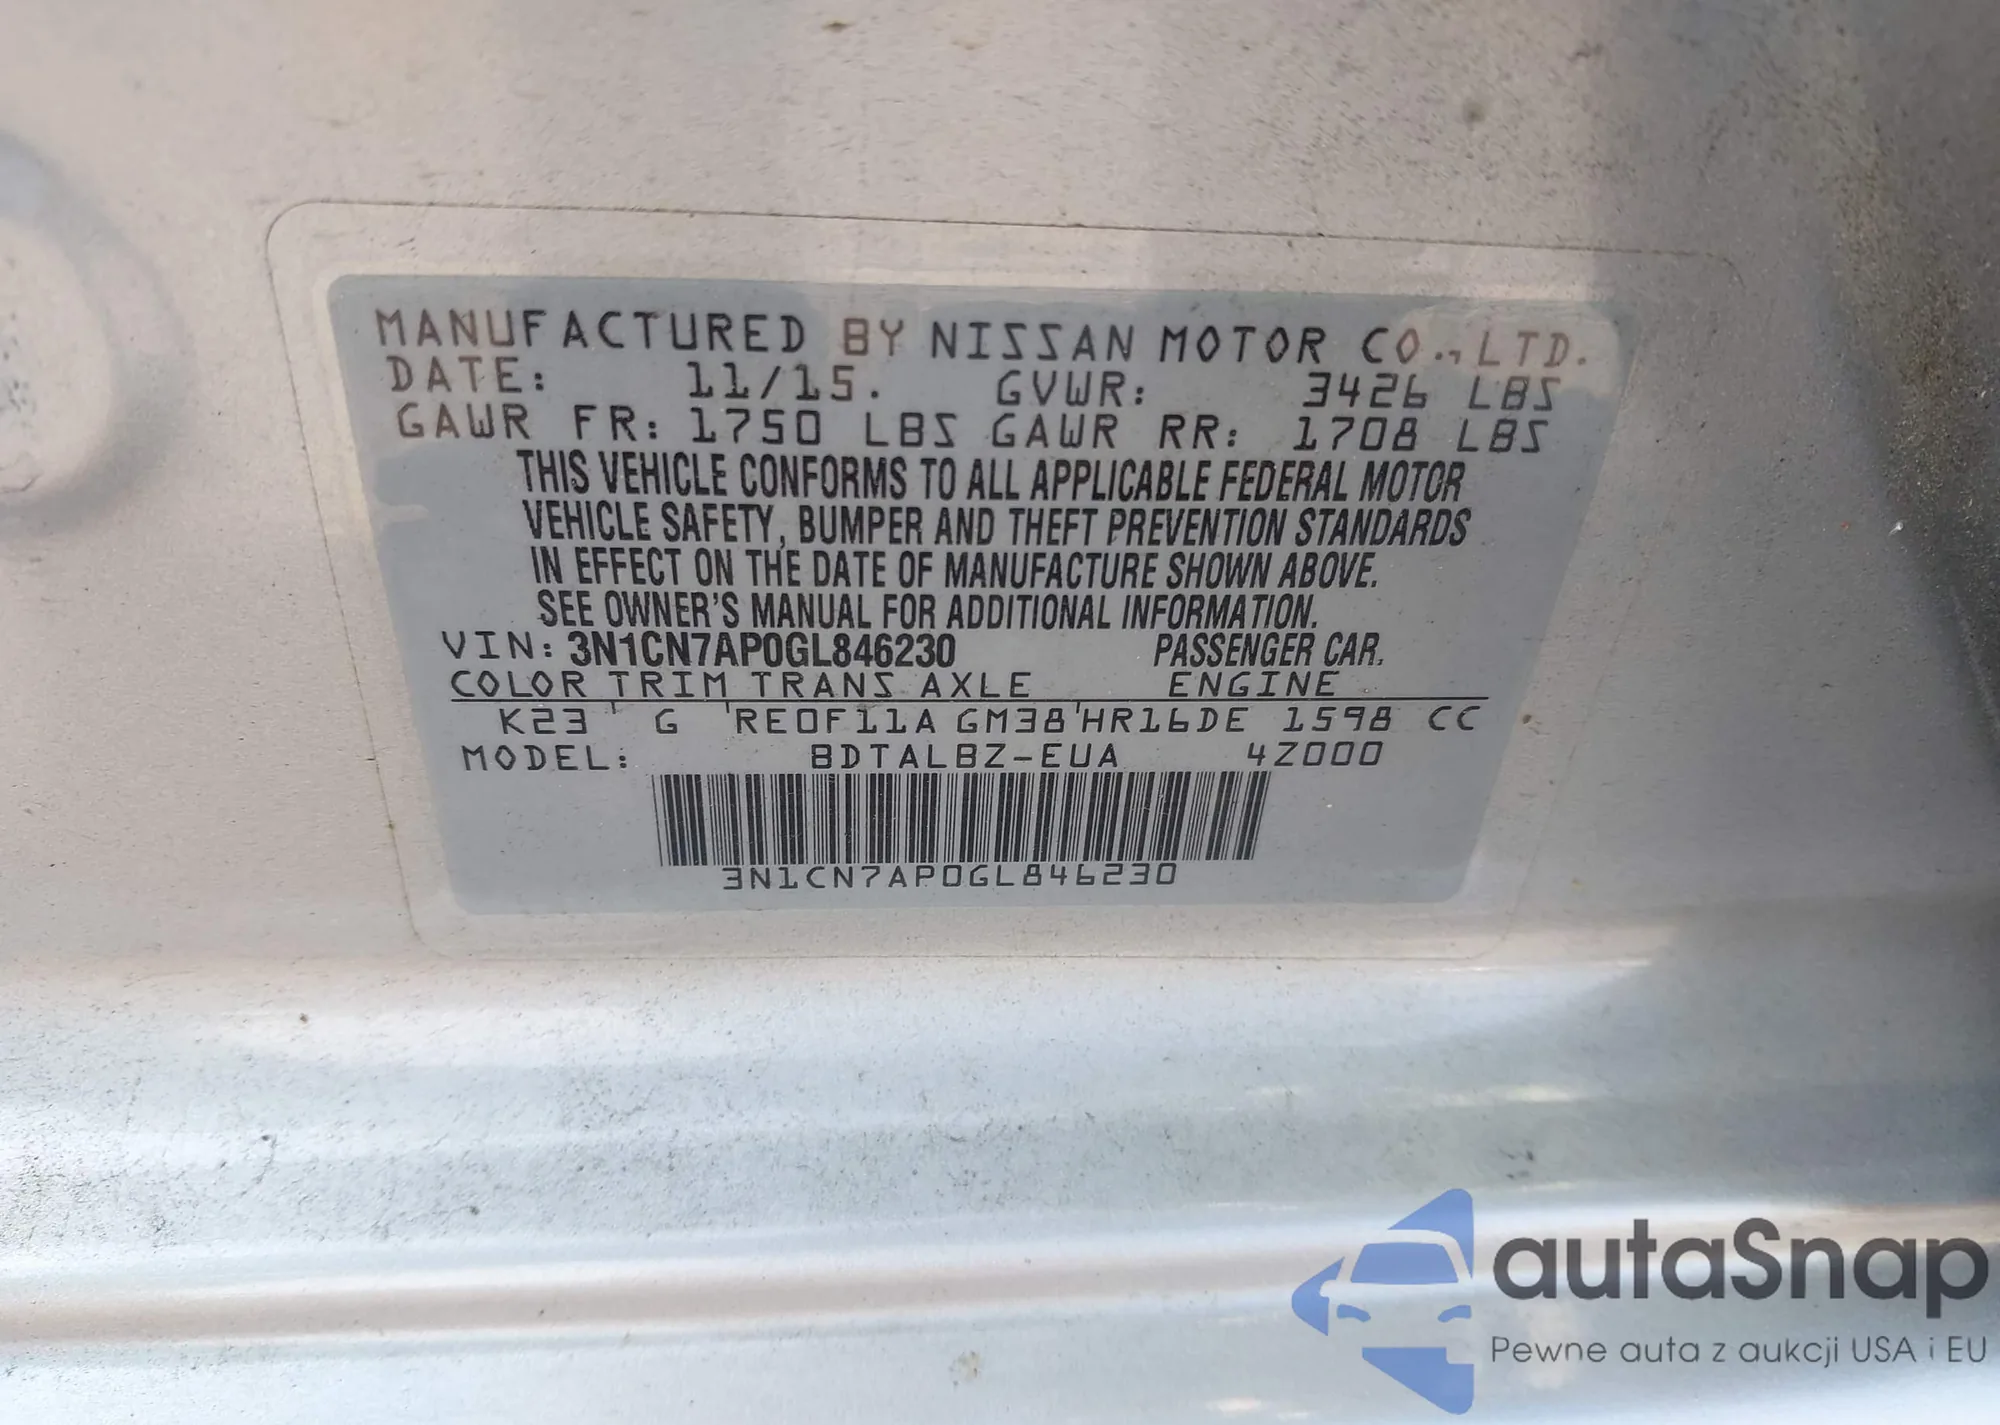 MANUFACTURED BY NISSAN MOTOR CO., LTD.
DATE: 11/15. GVWR: 3426 LBS
GAWR FR: 1750 LBS GAWR RR: 1708 LBS
THIS VEHICLE CONFORMS TO ALL APPLICABLE FEDERAL MOTOR
VEHICLE SAFETY, BUMPER AND THEFT PREVENTION STANDARDS
IN EFFECT ON THE DATE OF MANUFACTURE SHOWN ABOVE.
SEE OWNER'S MANUAL FOR ADDITIONAL INFORMATION.
VIN: 3N1CN7AP0GL846230 PASSENGER CAR.
COLOR TRIM TRANS AXLE ENGINE
K23 G RE0F11A GM38 HR16DE 1598 CC
MODEL: BDTALBZ-EUA 4Z000
3N1CN7AP0GL846230
autaSnap
Pewne auta z aukcji USA i EU